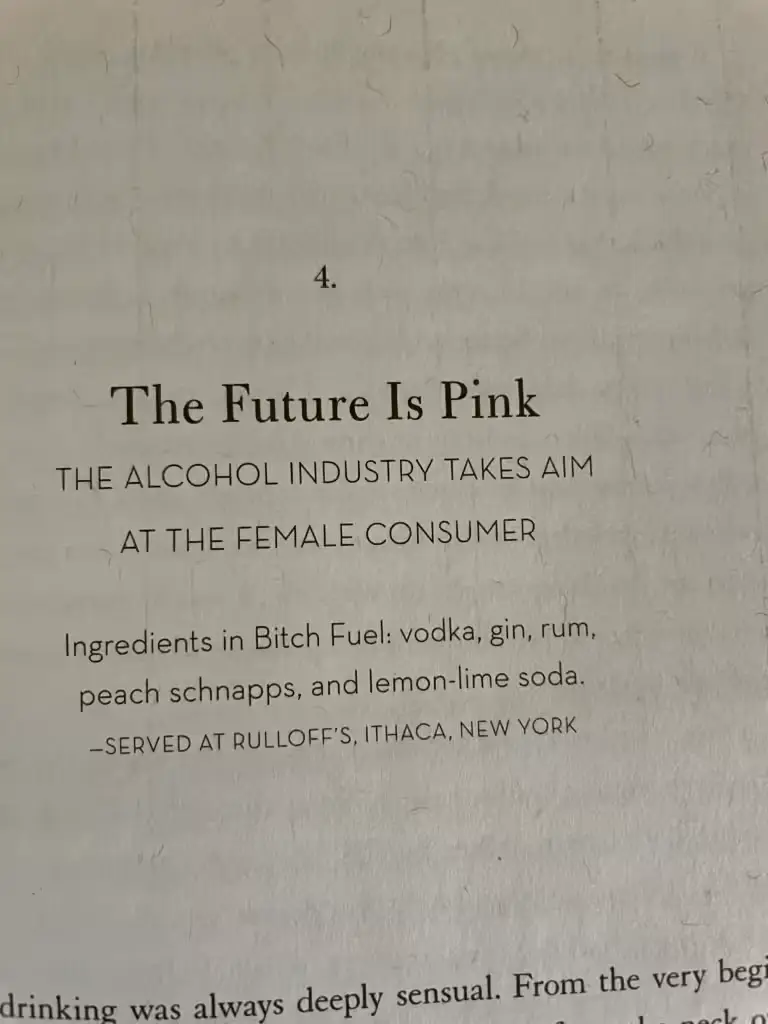 4.
The Future Is Pink
THE ALCOHOL INDUSTRY TAKES AIM
AT THE FEMALE CONSUMER
Ingredients in Bitch Fuel: vodka, gin, rum,
peach schnapps, and lemon-lime soda.
–SERVED AT RULLOFF'S, ITHACA, NEW YORK
drinking was always deeply sensual. From the very begi